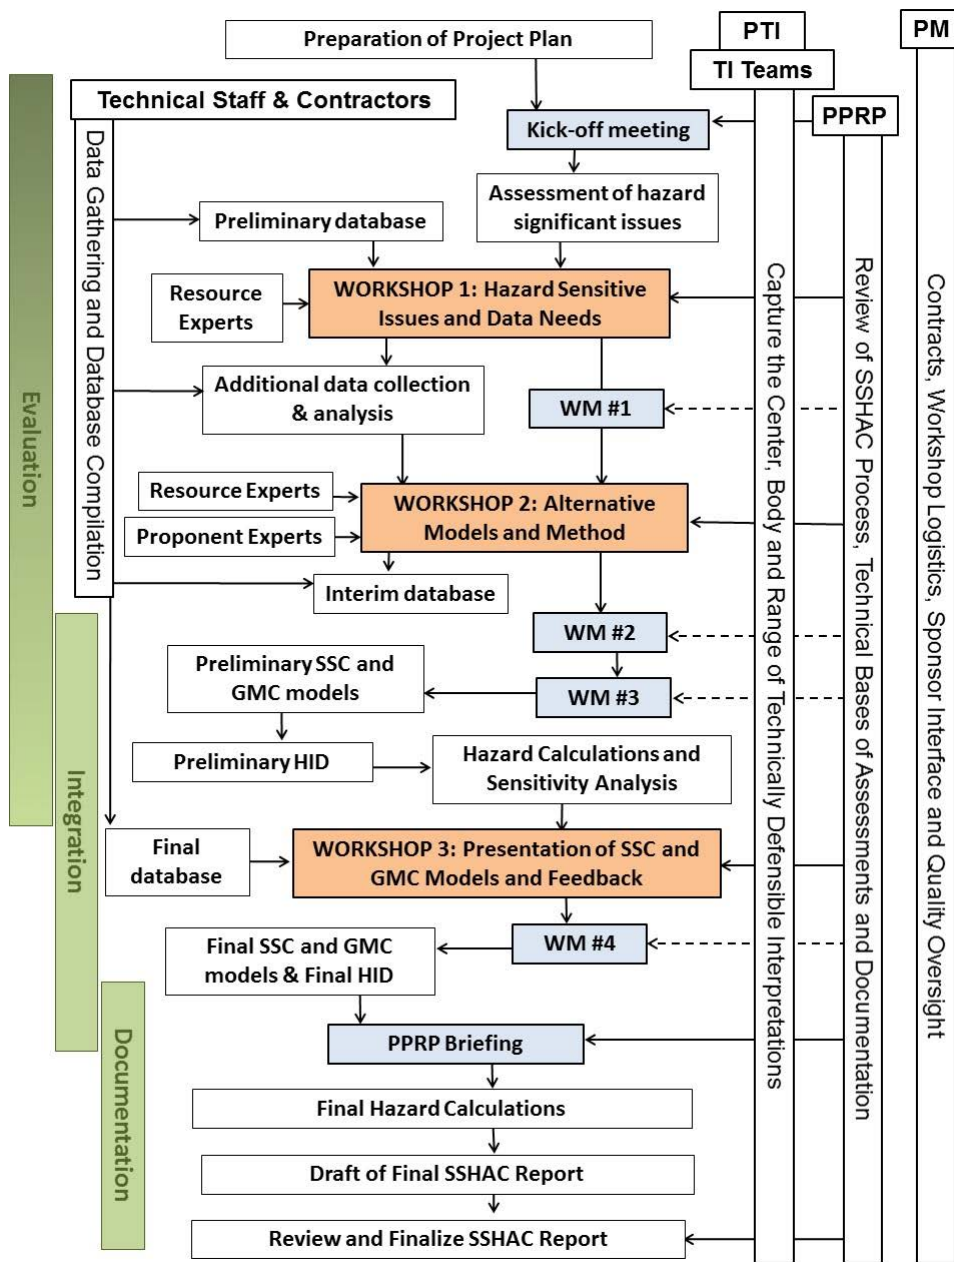 Preparation of Project Plan
PTI
PM
TI Teams
Technical Staff & Contractors
PPRP
Kick-off meeting
Assessment of hazard
significant issues
Preliminary database
WORKSHOP 1: Hazard Sensitive
Issues and Data Needs
Resource
Experts
Additional data collection
& analysis
WM #1
Resource Experts
WORKSHOP 2: Alternative
Models and Method
Proponent Experts
Interim database
WM #2
Preliminary SSC and
GMC models
WM #3
Preliminary HID
Hazard Calculations and
Sensitivity Analysis
Final
database
WORKSHOP 3: Presentation of SSC and
GMC Models and Feedback
WM #4
Final SSC and GMC
models & Final HID
PPRP Briefing
Final Hazard Calculations
Draft of Final SSHAC Report
Review and Finalize SSHAC Report
Evaluation
Integration
Documentation
Data Gathering and Database Compilation
Capture the Center, Body and Range of Technically Defensible Interpretations
Review of SSHAC Process, Technical Bases of Assessments and Documentation
Contracts, Workshop Logistics, Sponsor Interface and Quality Oversight